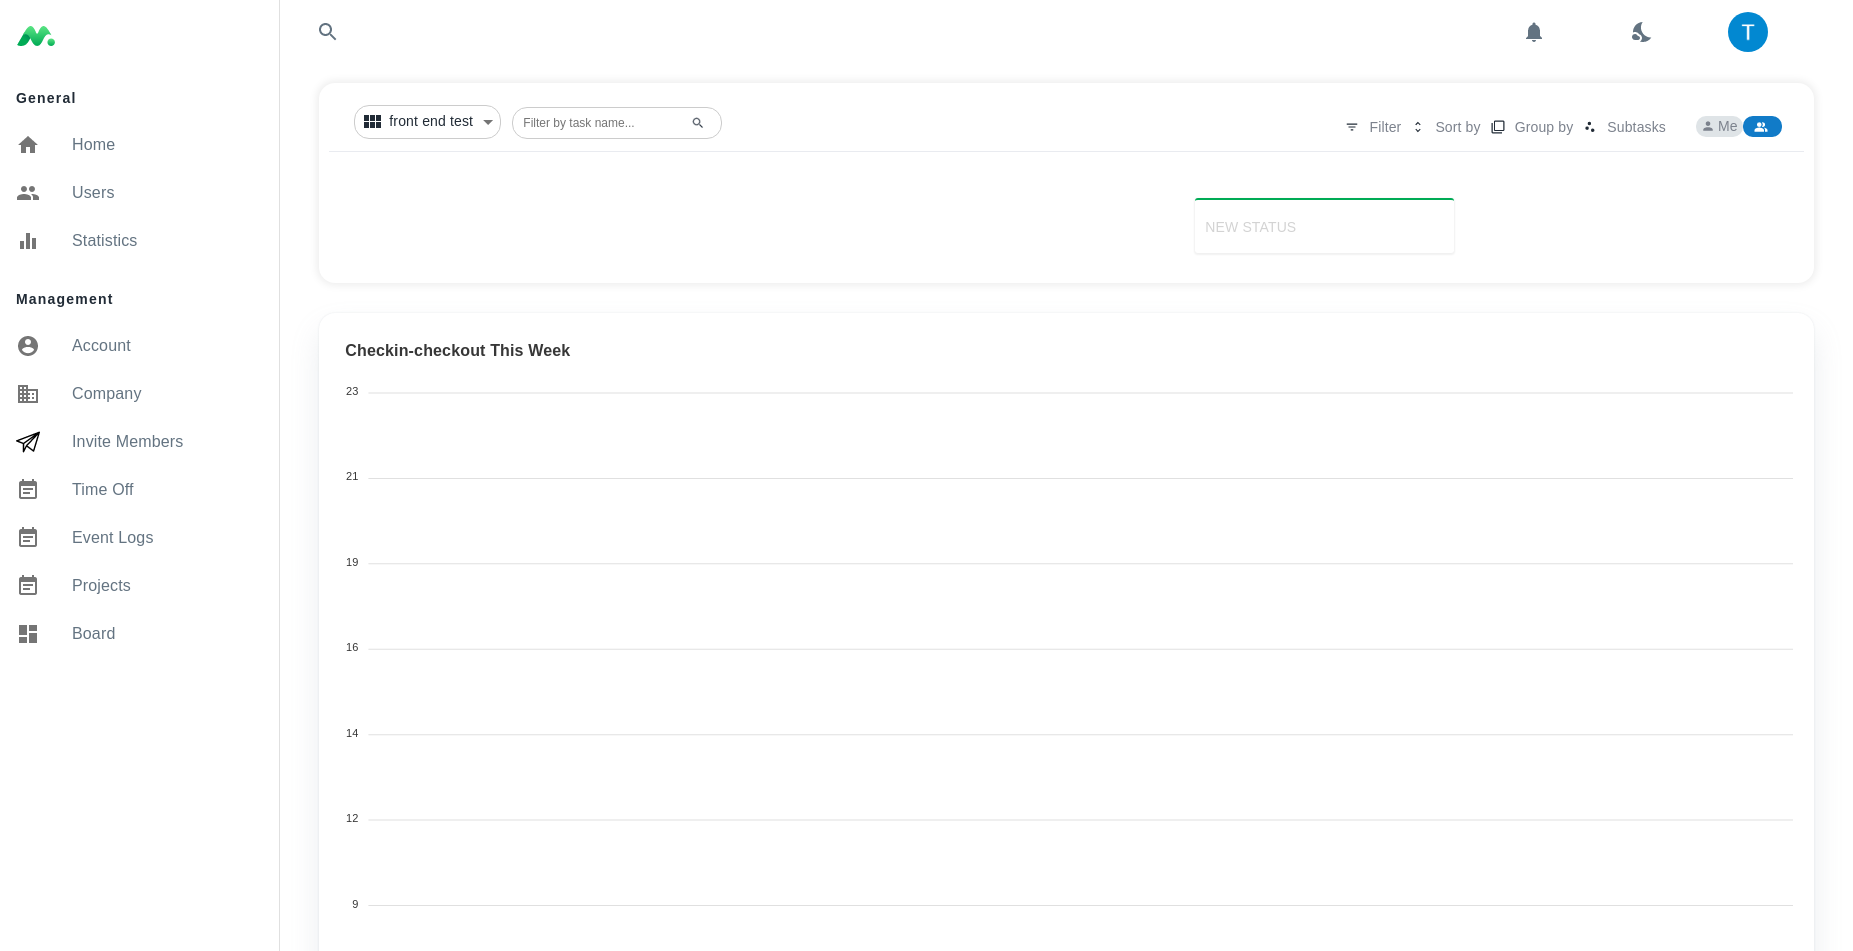 T
General
Home
Users
Statistics
Management
Account
Company
Invite Members
Time Off
Event Logs
Projects
Board
front end test
Filter by task name...
Filter
Sort by
Group by
Subtasks
Me
NEW STATUS
Checkin-checkout This Week
23
21
19
16
14
12
9